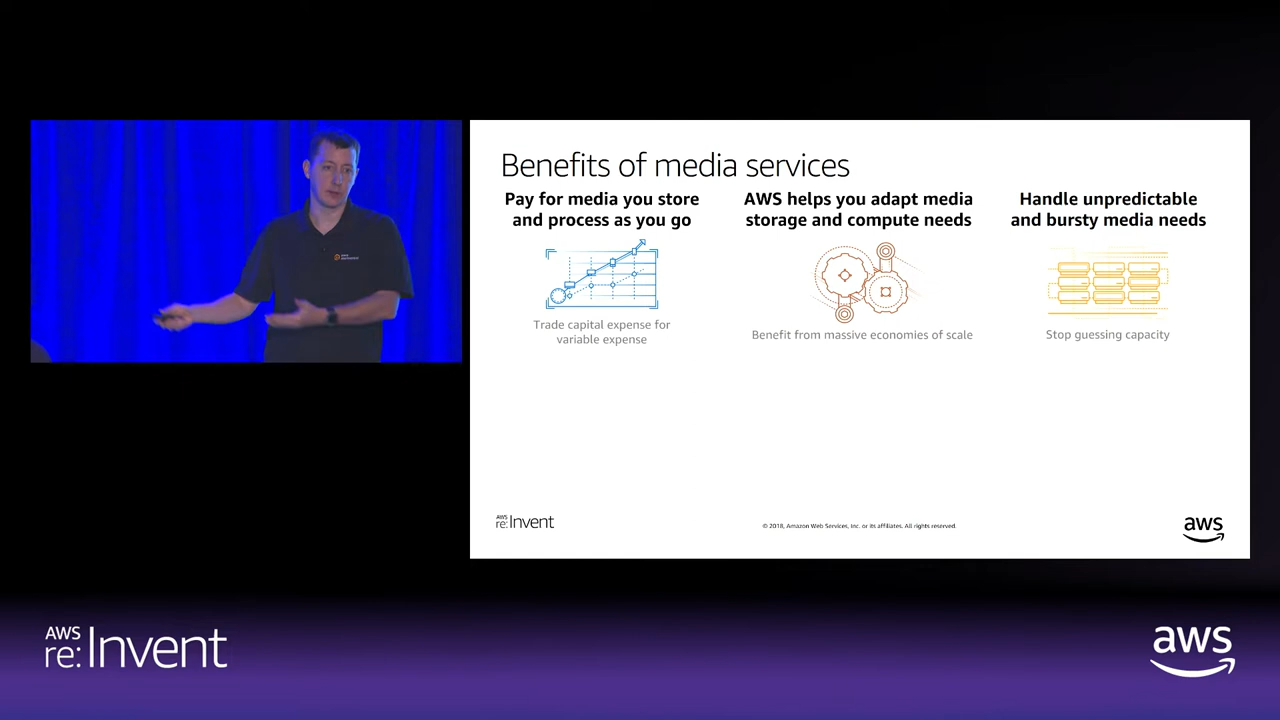 Benefits of media services
Pay for media you store
and process as you go
Trade capital expense for
variable expense
AWS helps you adapt media
storage and compute needs
Benefit from massive economies of scale
Handle unpredictable
and bursty media needs
Stop guessing capacity
AWS
re:Invent
© 2018, Amazon Web Services, Inc. or its affiliates. All rights reserved.
aws
AWS
re:Invent
aws